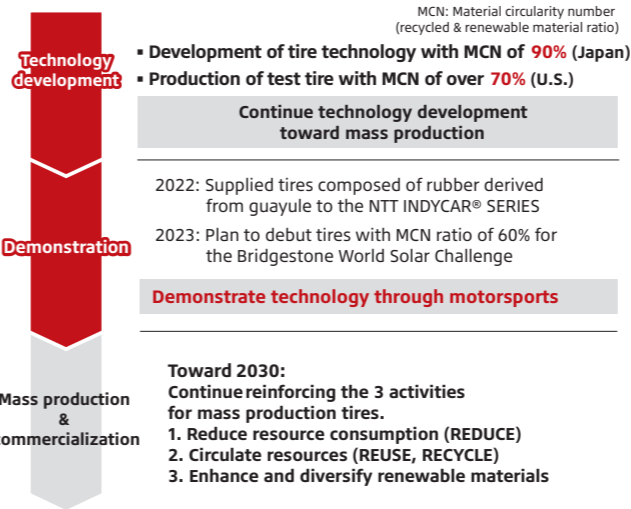 MCN: Material circularity number
(recycled & renewable material ratio)
Technology
development
▪ Development of tire technology with MCN of 90% (Japan)
▪ Production of test tire with MCN of over 70% (U.S.)
Continue technology development
toward mass production
Demonstration
2022: Supplied tires composed of rubber derived
from guayule to the NTT INDYCAR® SERIES
2023: Plan to debut tires with MCN ratio of 60% for
the Bridgestone World Solar Challenge
Demonstrate technology through motorsports
Mass production
&
commercialization
Toward 2030:
Continue reinforcing the 3 activities
for mass production tires.
1. Reduce resource consumption (REDUCE)
2. Circulate resources (REUSE, RECYCLE)
3. Enhance and diversify renewable materials